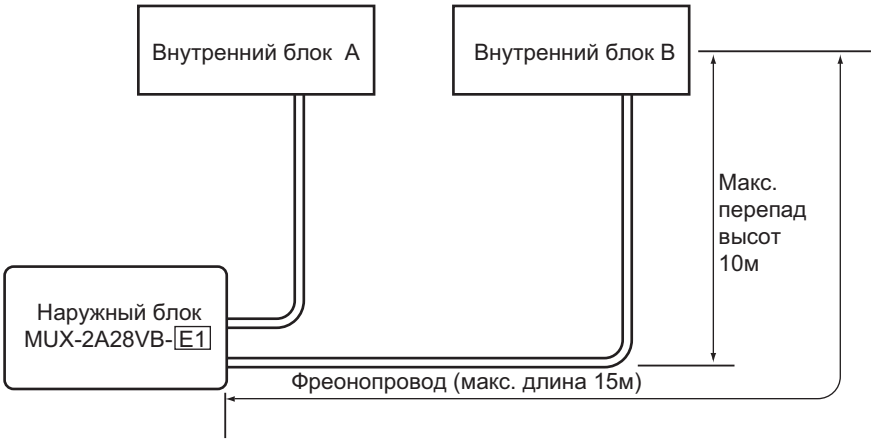 Внутренний блок А
Внутренний блок В
Макс.
перепад
высот
10м
Наружный блок
MUX-2A28VB-E1
Фреонопровод (макс. длина 15м)